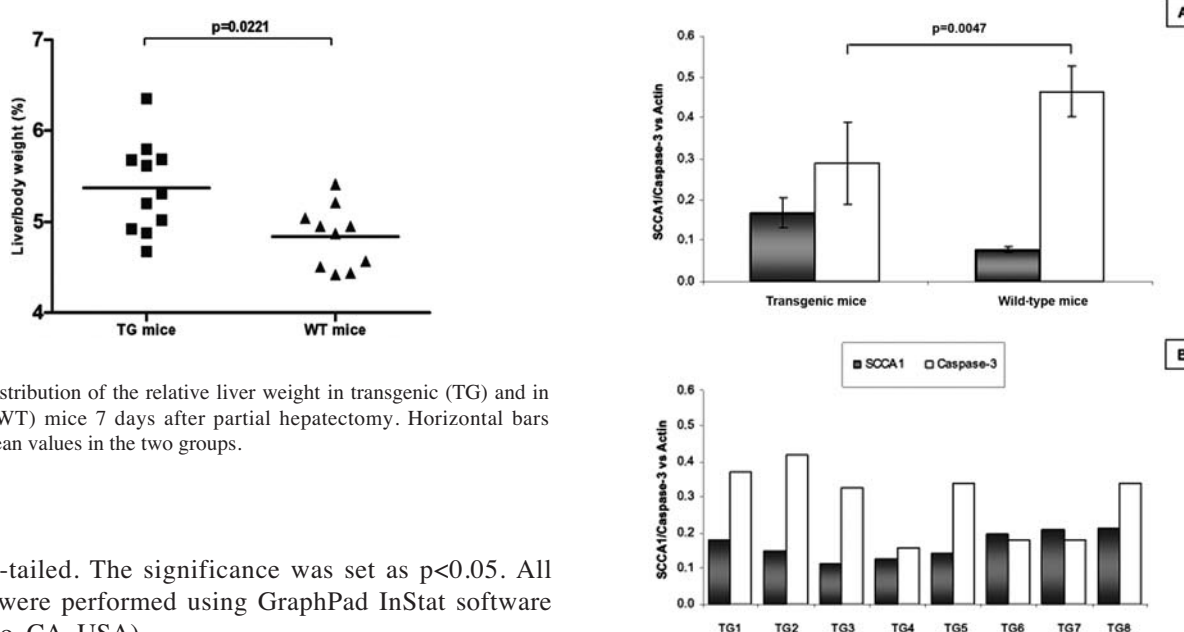 7
6
5
4
Liver/body weight (%)
p=0.0221
TG mice
WT mice
stribution of the relative liver weight in transgenic (TG) and in
WT) mice 7 days after partial hepatectomy. Horizontal bars
ean values in the two groups.
-tailed. The significance was set as p<0.05. All
were performed using GraphPad InStat software
o, CA, USA).
A
SCCA1/Caspase-3 vs Actin
0.6
0.5
0.4
0.3
0.2
0.1
0.0
p=0.0047
Transgenic mice
Wild-type mice
B
SCCA1 Caspase-3
SCCA1/Caspase-3 vs Actin
0.6
0.5
0.4
0.3
0.2
0.1
0.0
TG1 TG2 TG3 TG4 TG5 TG6 TG7 TG8